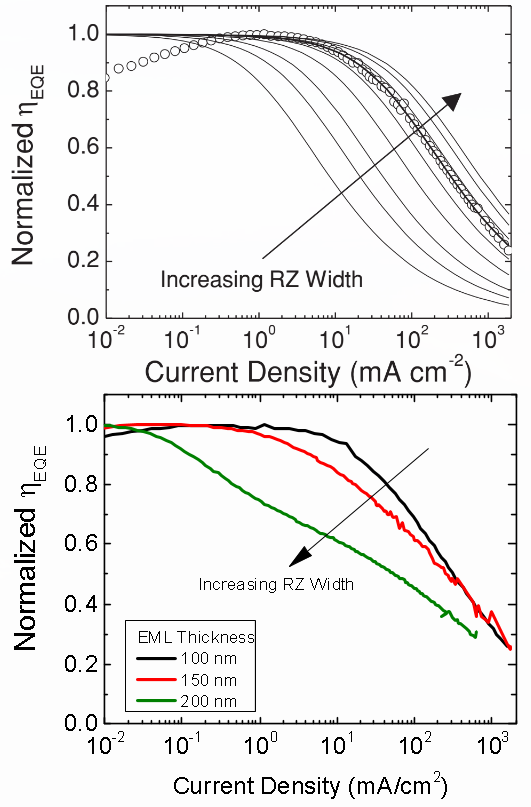 Normalized ηEQE
1.0
0.8
0.6
0.4
0.2
0.0
Increasing RZ Width
10⁻² 10⁻¹ 10⁰ 10¹ 10² 10³
Current Density (mA cm⁻²)
Normalized ηEQE
1.0
0.8
0.6
0.4
0.2
0.0
Increasing RZ Width
EML Thickness
100 nm
150 nm
200 nm
10⁻² 10⁻¹ 10⁰ 10¹ 10² 10³
Current Density (mA/cm²)